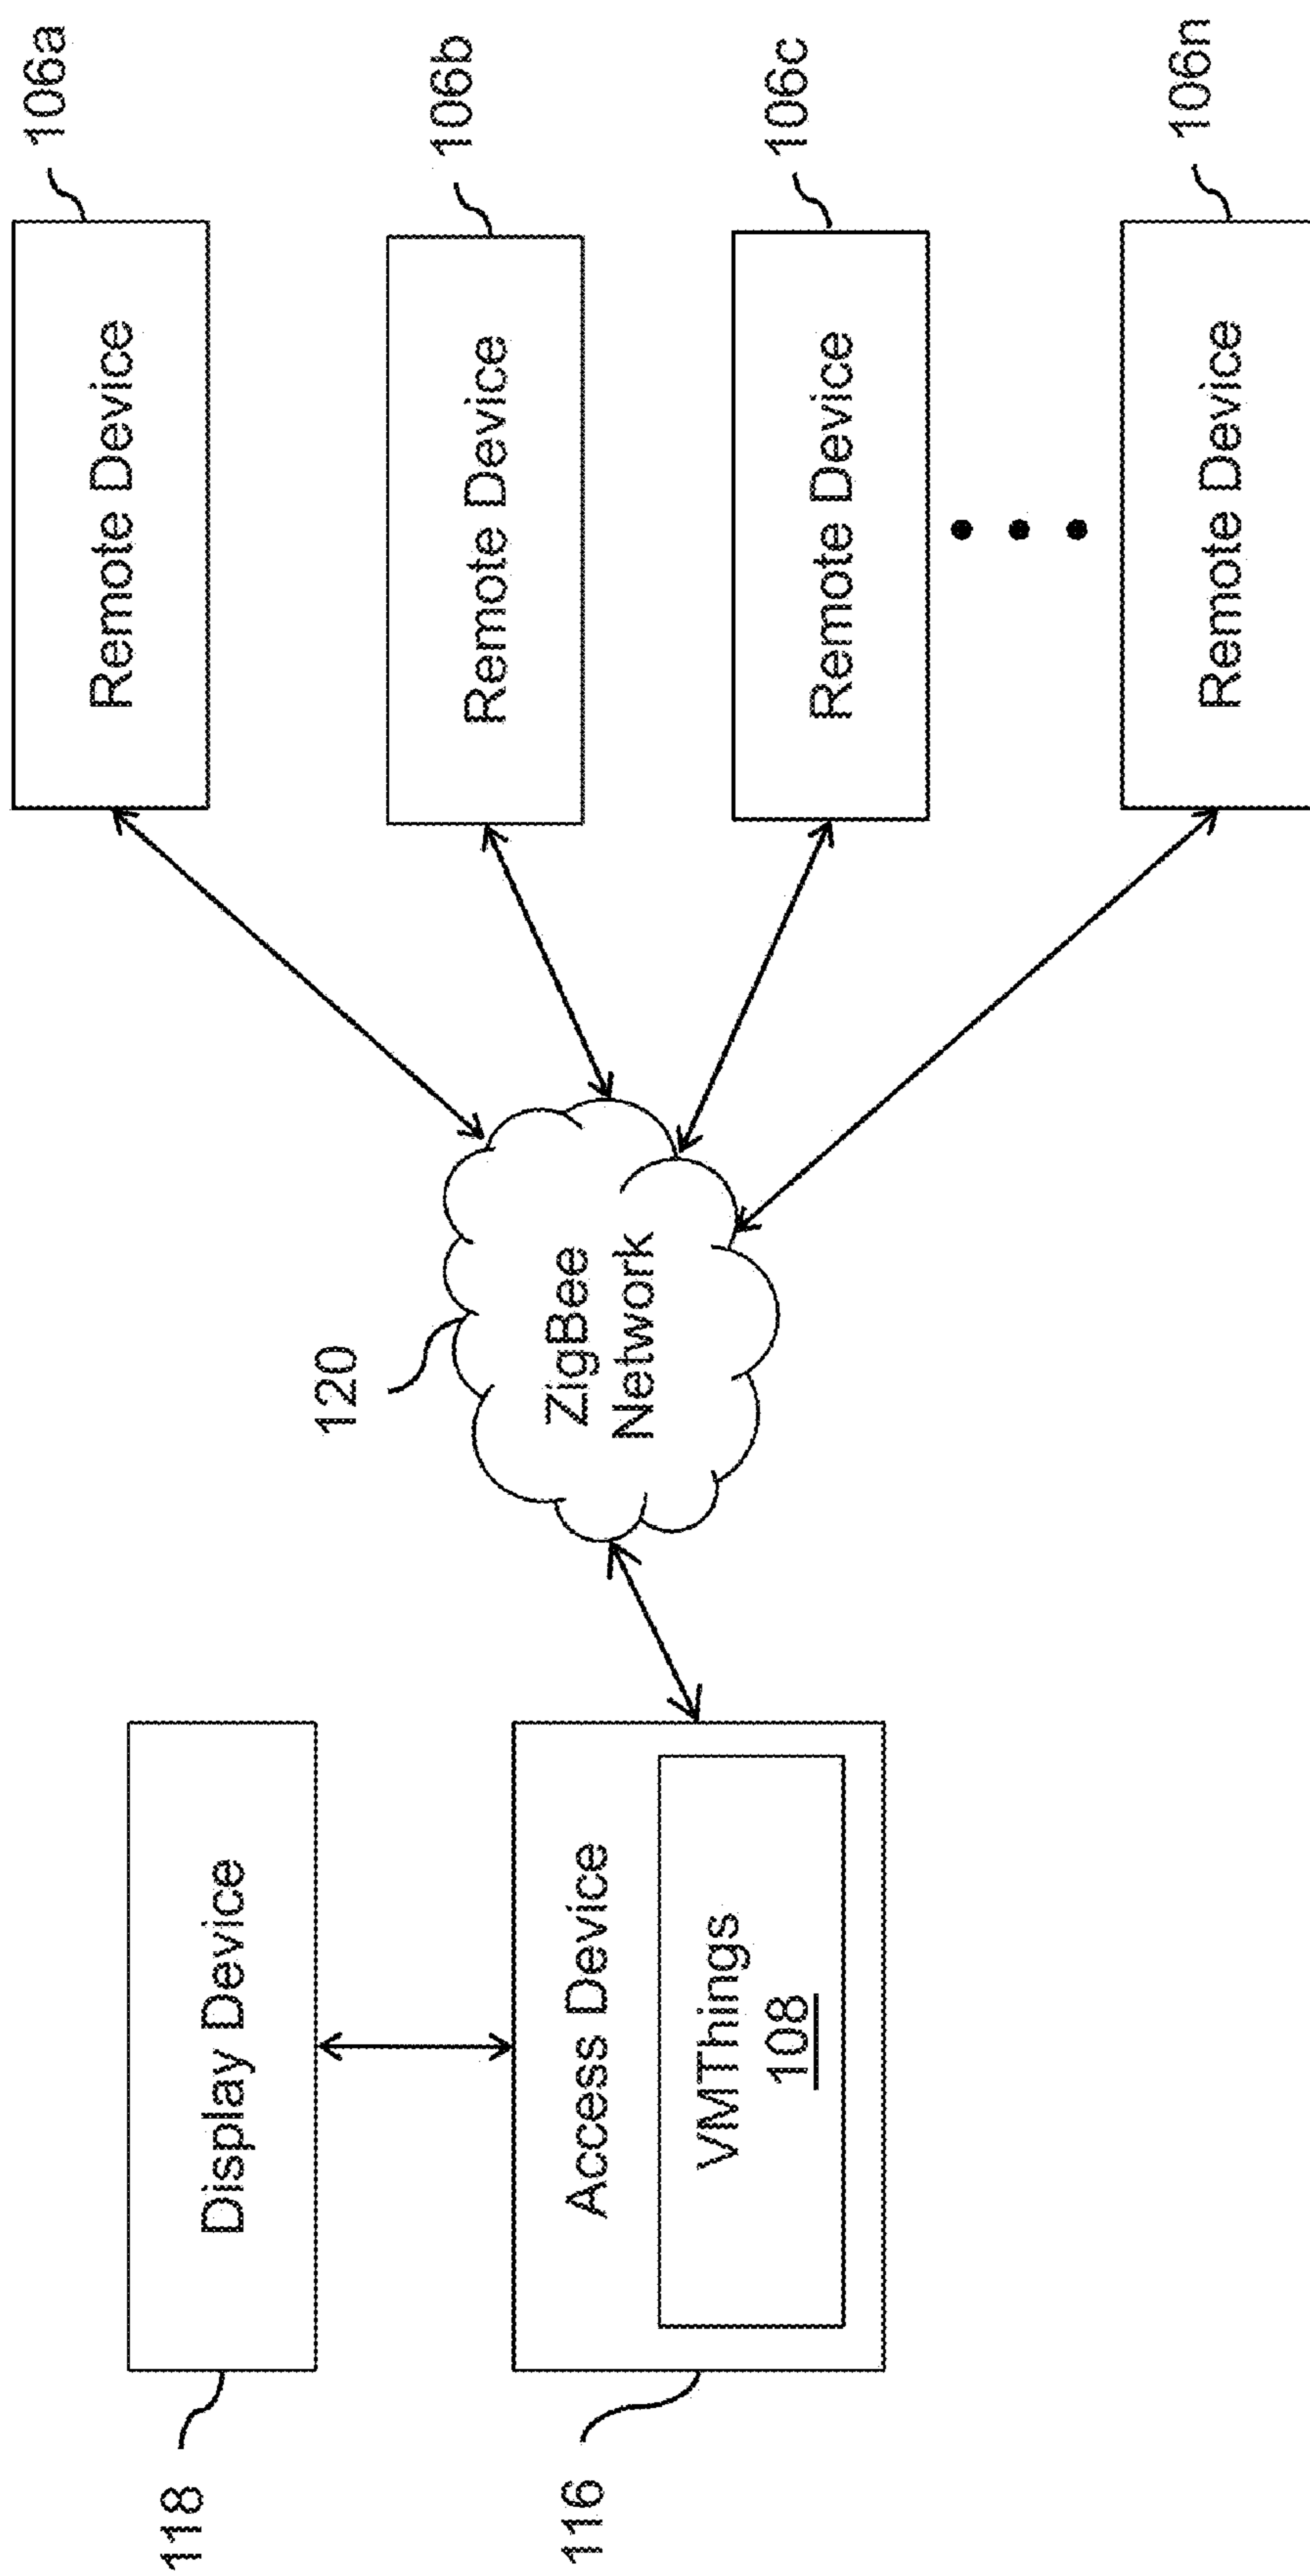 118
Display Device
116
Access Device
VMThings
108
120
ZigBee
Network
Remote Device
106a
Remote Device
106b
Remote Device
106c
Remote Device
106n